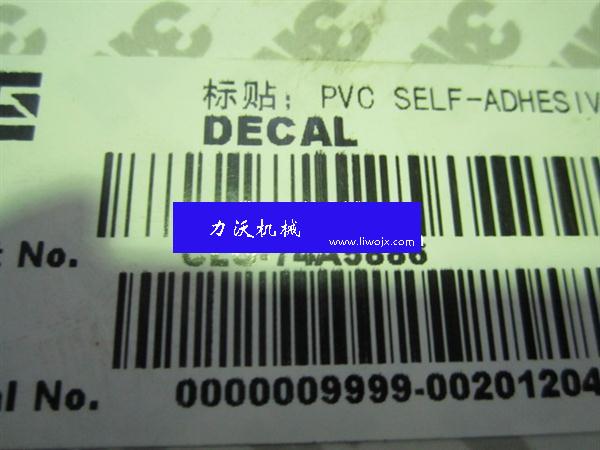 标贴; PVC SELF-ADHESIV
DECAL
力沃机械
www.liwojx.com
t No.
al No. 0000009999-00201204